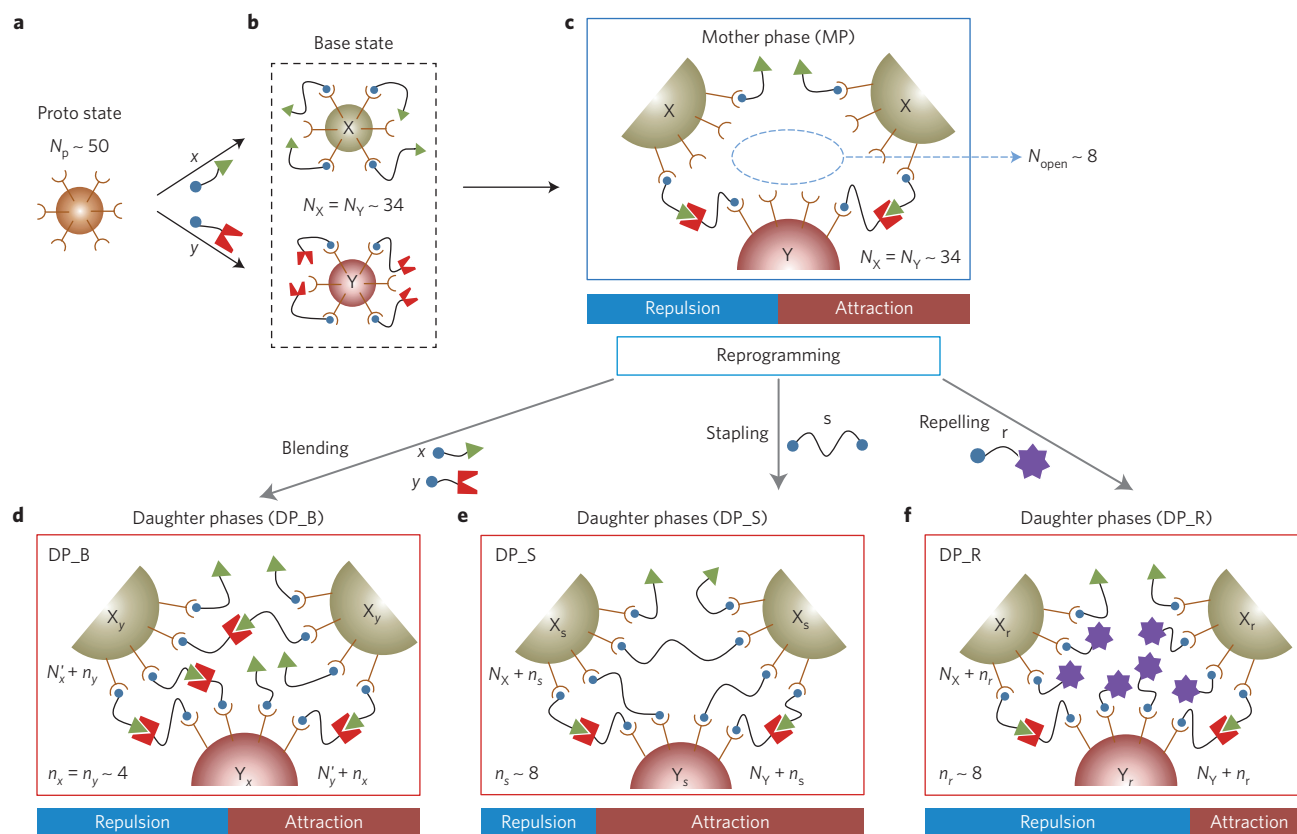 a
b
c
Proto state
N_p ~ 50
x
y
Base state
X
N_X = N_Y ~ 34
Y
Mother phase (MP)
X
X
N_open ~ 8
Y
N_X = N_Y ~ 34
Repulsion
Attraction
Reprogramming
Blending
x
y
Stapling
s
Repelling
r
d
Daughter phases (DP_B)
DP_B
X_y
X_y
N'_x + n_y
n_x = n_y ~ 4
Y_x
N'_y + n_x
Repulsion
Attraction
e
Daughter phases (DP_S)
DP_S
X_s
X_s
N_X + n_s
n_s ~ 8
Y_s
N_Y + n_s
Repulsion
Attraction
f
Daughter phases (DP_R)
DP_R
X_r
X_r
N_X + n_r
n_r ~ 8
Y_r
N_Y + n_r
Repulsion
Attraction